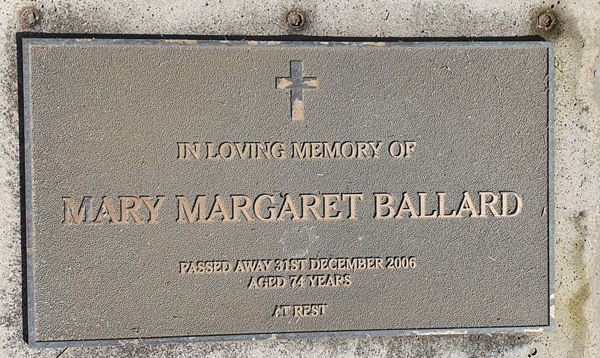 IN LOVING MEMORY OF
MARY MARGARET BALLARD
PASSED AWAY 31ST DECEMBER 2006
AGED 74 YEARS
AT REST